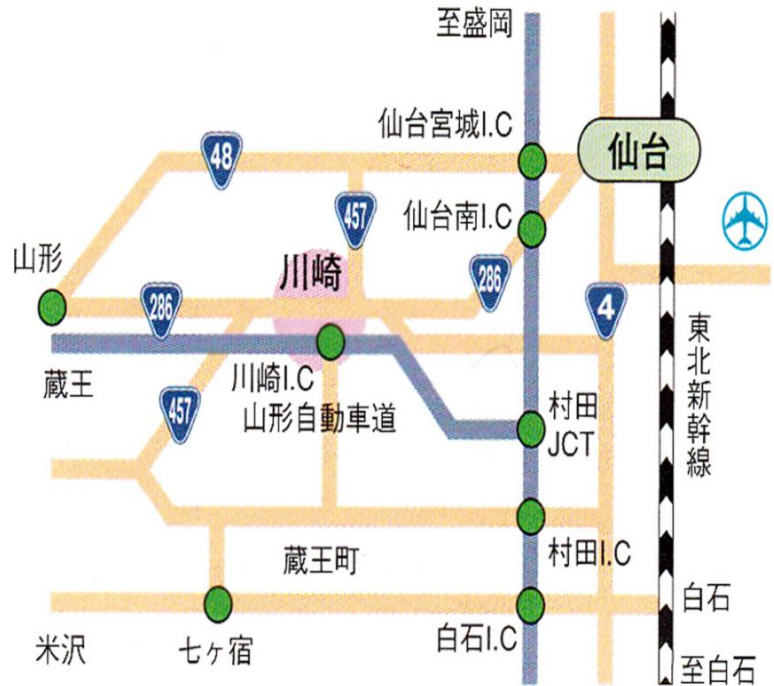 至盛岡
仙台宮城I.C
48
仙台
457
仙台南I.C
山形
川崎
286
286
4
東北新幹線
蔵王
川崎I.C
山形自動車道
457
村田
JCT
村田I.C
蔵王町
白石
米沢
七ヶ宿
白石I.C
至白石